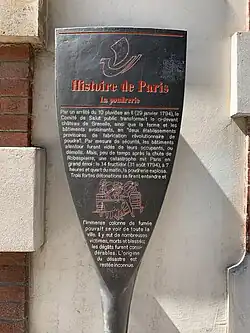 Histoire de Paris
La poudrerie
Par un arrêté du 10 pluviôse an II (29 janvier 1794), le
Comité de Salut public transformait le ci-devant
château de Grenelle, ainsi que la ferme et les
bâtiments avoisinants, en "deux établissements
provisoires de fabrication révolutionnaire de
poudre". Par mesure de sécurité, les bâtiments
alentour furent vidés de leurs occupants, ou
démolis. Mais, peu de temps après la chute de
Robespierre, une catastrophe mit Paris en
grand émoi : le 14 fructidor (31 août 1794), à 7
heures et quart du matin, la poudrerie explosa.
Trois fortes détonations se firent entendre et
l'immense colonne de fumée
pouvait se voir de toute la
ville. Il y eut de nombreuses
victimes, morts et blessés;
les dégâts furent consi-
dérables. L'origine
du désastre est
restée inconnue.